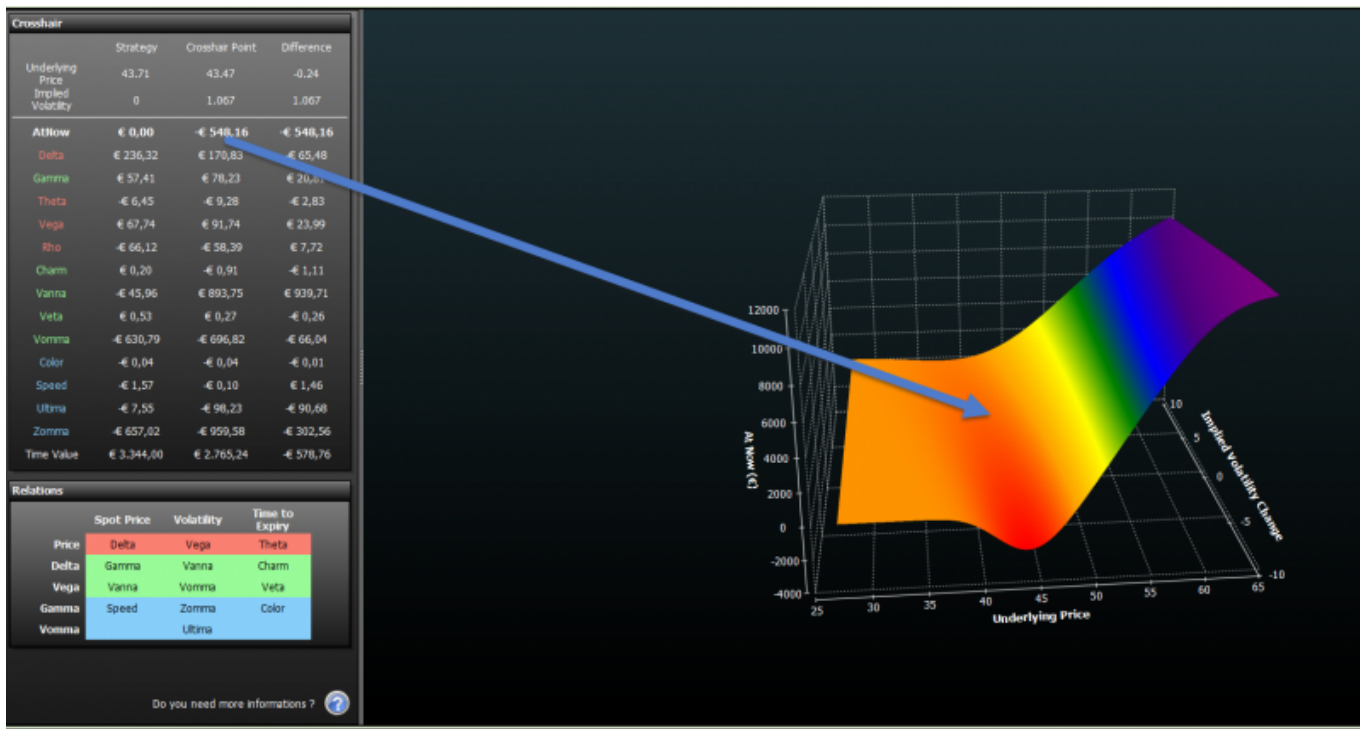 Crosshair
Strategy Crosshair Point Difference
Underlying Price 43.71 43.47 -0.24
Implied Volatility 0 1.067 1.067
AtNow € 0,00 -€ 548,16 -€ 548,16
Delta € 236,32 € 170,83 -€ 65,48
Gamma € 57,41 € 78,23 € 20,81
Theta -€ 6,45 -€ 9,28 -€ 2,83
Vega € 67,74 € 91,74 € 23,99
Rho -€ 66,12 -€ 58,39 € 7,72
Charm € 0,20 -€ 0,91 -€ 1,11
Vanna -€ 45,96 € 893,75 € 939,71
Veta € 0,53 € 0,27 -€ 0,26
Vomma -€ 630,79 -€ 696,82 -€ 66,04
Color -€ 0,04 -€ 0,04 -€ 0,01
Speed -€ 1,57 -€ 0,10 € 1,46
Ultima -€ 7,55 -€ 98,23 -€ 90,68
Zomma -€ 657,02 -€ 959,58 -€ 302,56
Time Value € 3.344,00 € 2.765,24 -€ 578,76
Relations
Spot Price Volatility Time to Expiry
Price Delta Vega Theta
Delta Gamma Vanna Charm
Vega Vanna Vomma Veta
Gamma Speed Zomma Color
Vomma Ultima
Do you need more informations ?
12000
10000
8000
6000
4000
2000
0
-2000
-4000
At Now (€)
25 30 35 40 45 50 55 60 65
Underlying Price
10
5
0
-5
-10
Implied Volatility Change